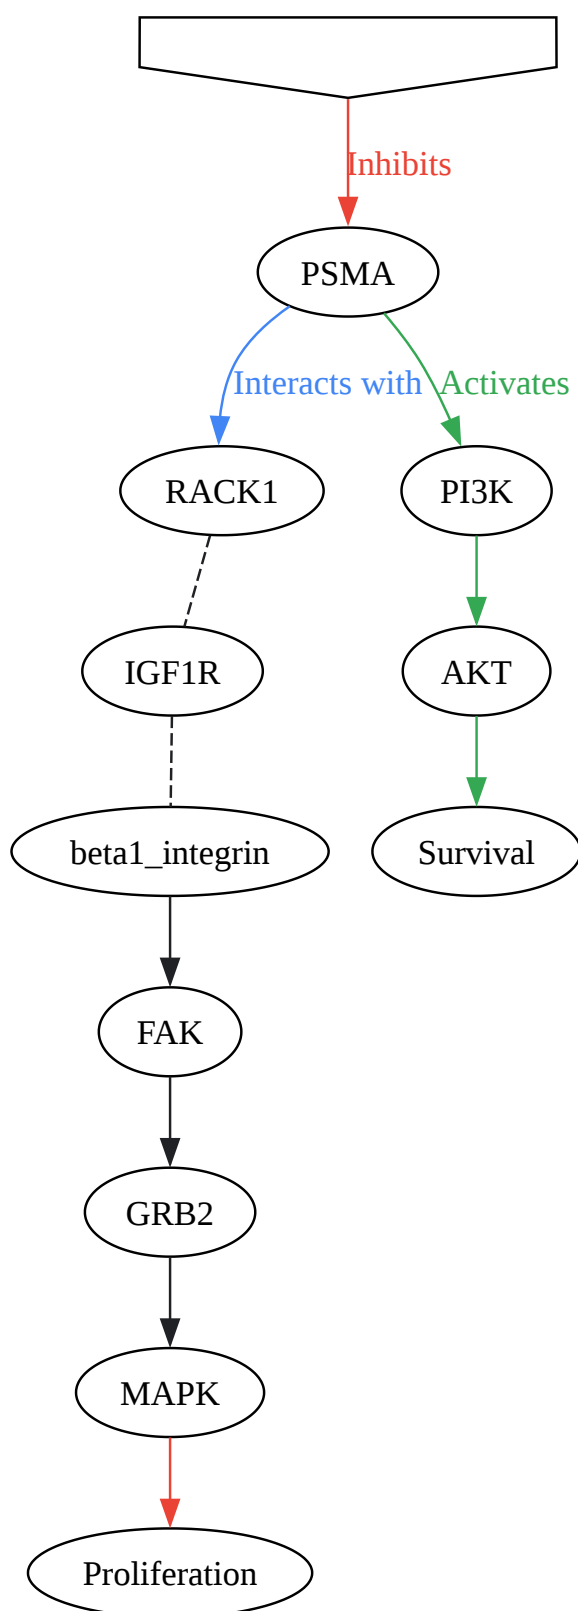 Inhibits
PSMA
Interacts with
Activates
RACK1
PI3K
IGF1R
AKT
beta1_integrin
Survival
FAK
GRB2
MAPK
Proliferation